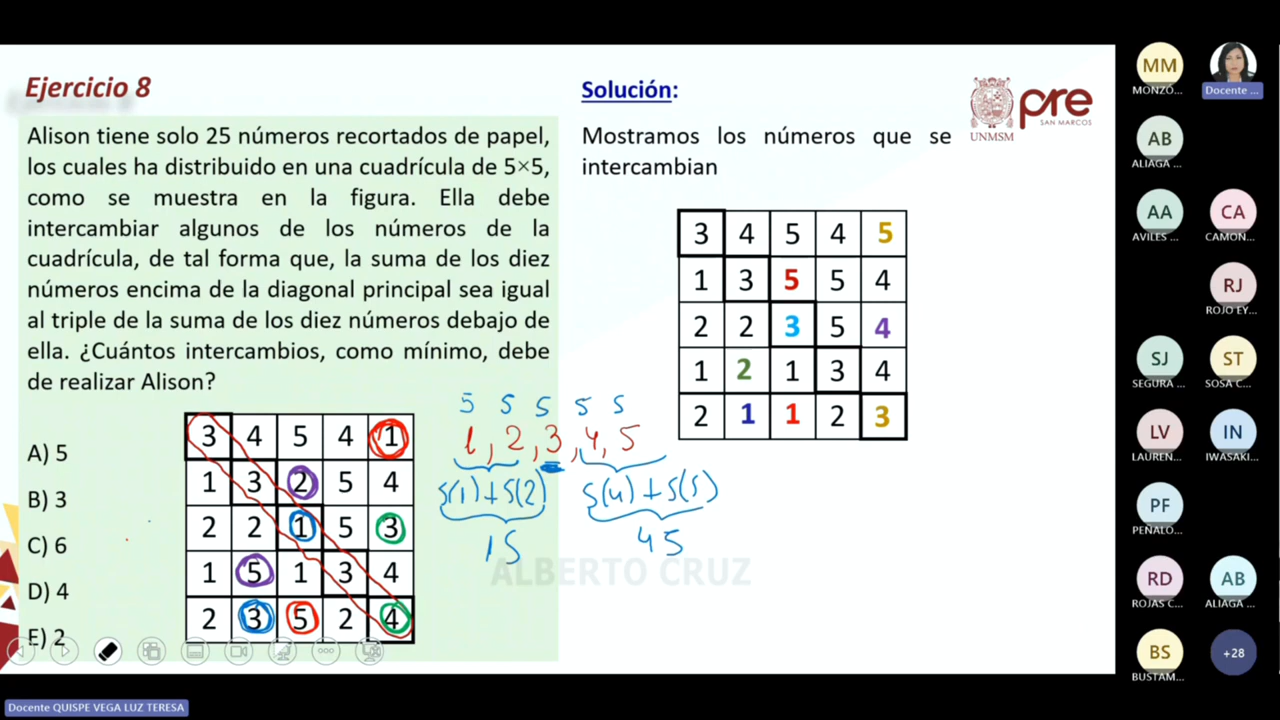 Ejercicio 8
Alison tiene solo 25 números recortados de papel,
los cuales ha distribuido en una cuadrícula de 5×5,
como se muestra en la figura. Ella debe
intercambiar algunos de los números de la
cuadrícula, de tal forma que, la suma de los diez
números encima de la diagonal principal sea igual
al triple de la suma de los diez números debajo de
ella. ¿Cuántos intercambios, como mínimo, debe
de realizar Alison?
A) 5
B) 3
C) 6
D) 4
E) 2
3 4 5 4 1
1 3 2 5 4
2 2 1 5 3
1 5 1 3 4
2 3 5 2 4
5 5 5 5 5
1, 2, 3, 4, 5
5(1)+5(2) 5(4)+5(5)
15 45
ALBERTO CRUZ
Solución:
Mostramos los números que se
intercambian
3 4 5 4 5
1 3 5 5 4
2 2 3 5 4
1 2 1 3 4
2 1 1 2 3
UNMSM
pre
SAN MARCOS
MM
MONZÓ...
Docente ...
AB
ALIAGA ...
AA
AVILES ...
CA
CAMON...
RJ
ROJO EY...
SJ
SEGURA ...
ST
SOSA C...
LV
LAUREN...
IN
IWASAKI...
PF
PEÑALO...
RD
ROJAS C...
AB
ALIAGA ...
BS
BUSTAM...
+28
Docente QUISPE VEGA LUZ TERESA